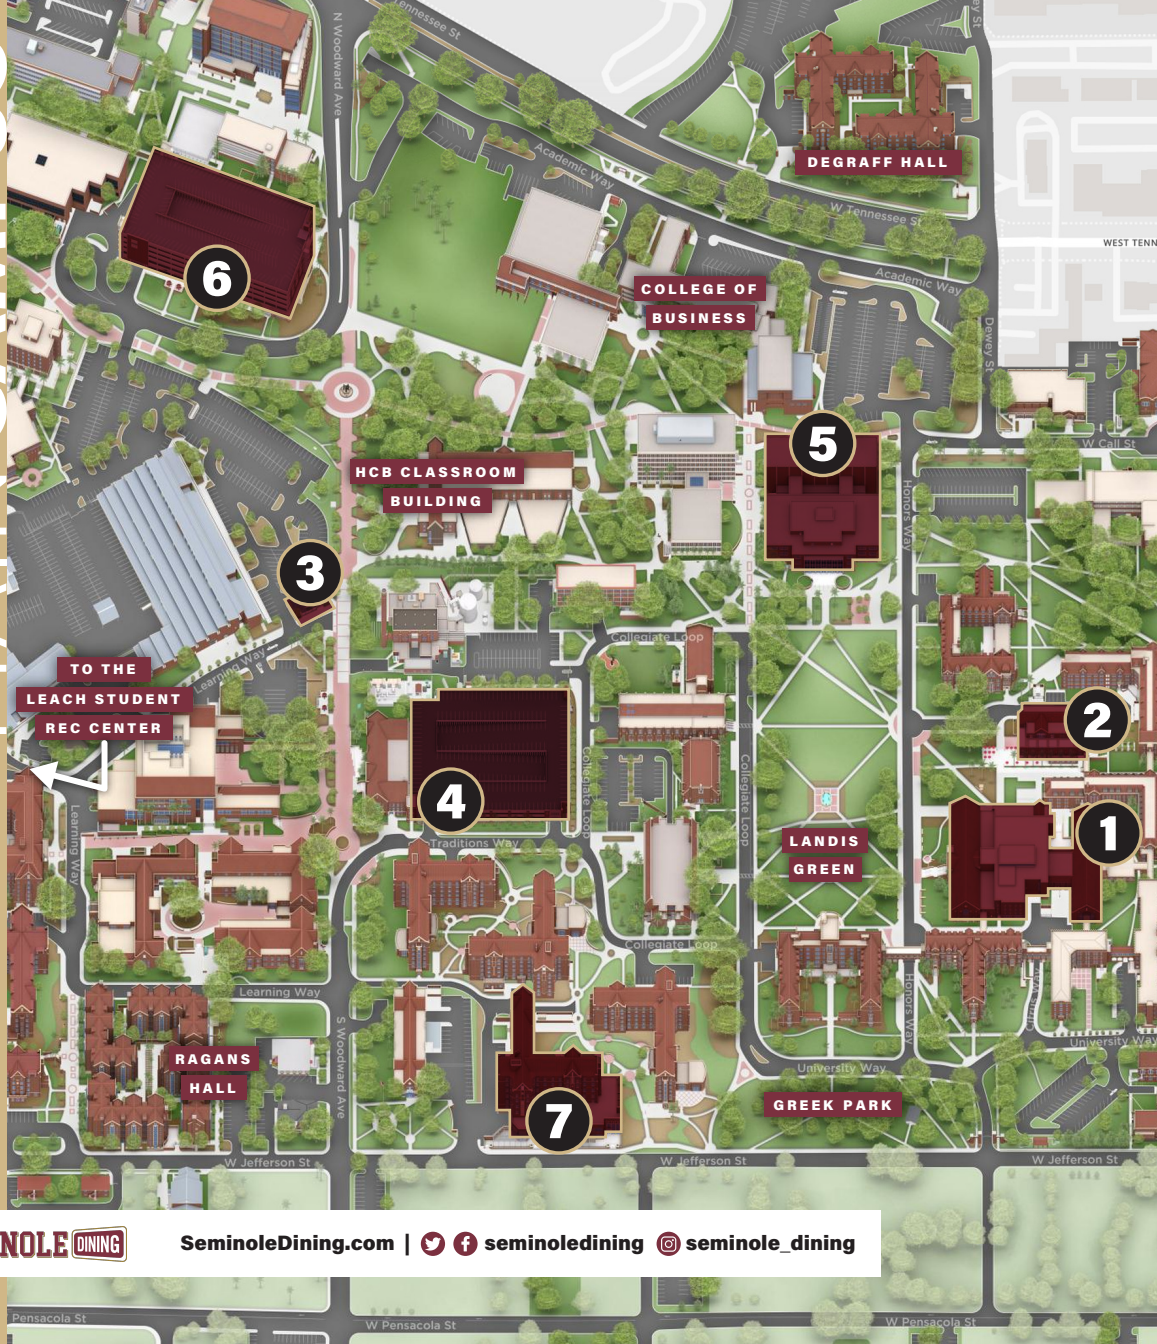 ennessee St
N Woodward Ave
Academic Way
DEGRAFF HALL
W Tennessee St
WEST TENN
Academic Way
6
COLLEGE OF
BUSINESS
Dewey St
5
W Call St
HCB CLASSROOM
BUILDING
Honors Way
3
Collegiate Loop
Learning Way
TO THE
LEACH STUDENT
REC CENTER
2
4
Collegiate Loop
Collegiate Loop
1
Learning Way
Traditions Way
LANDIS
GREEN
Collegiate Loop
Learning Way
Honors Way
S Woodward Ave
University Way
RAGANS
HALL
University Way
GREEK PARK
7
W Jefferson St
W Jefferson St
W Jefferson St
NOLE DINING
SeminoleDining.com | seminoledining seminole_dining
Pensacola St
W Pensacola St
W Pensacola St